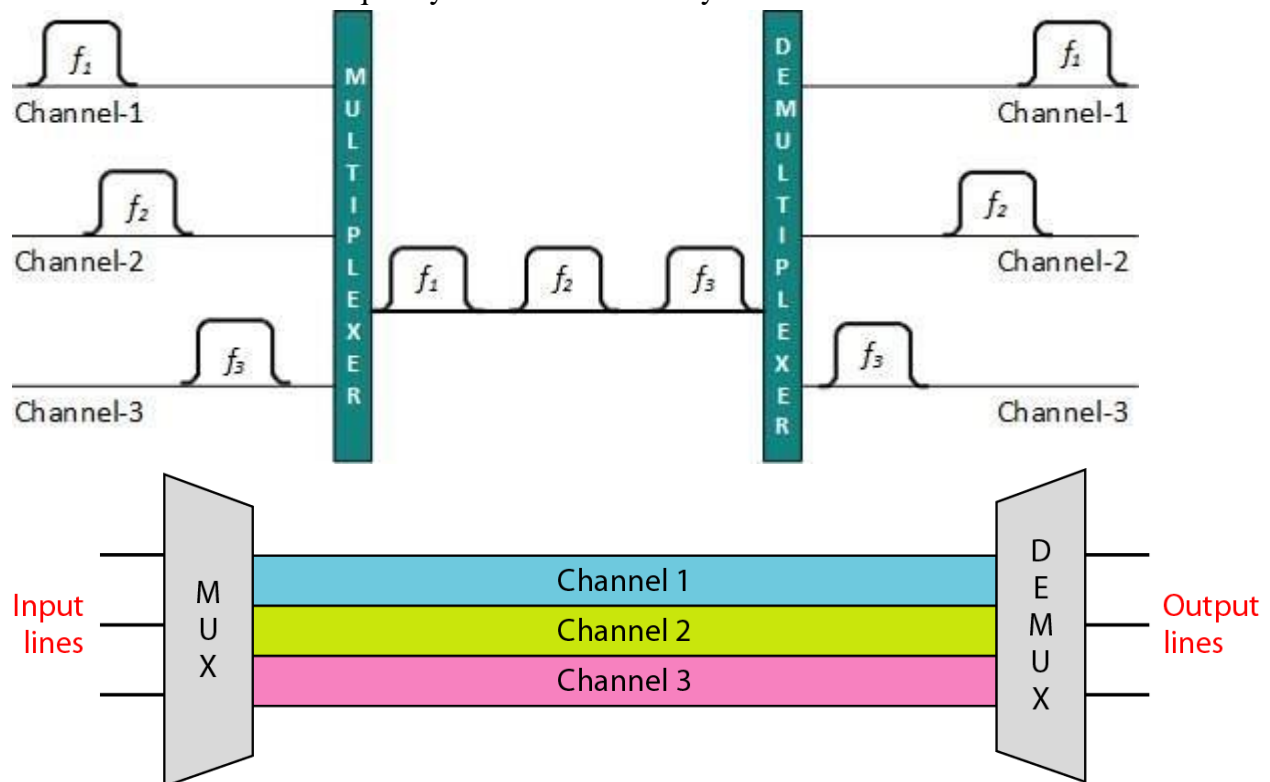 f₁
Channel-1
f₂
Channel-2
f₃
Channel-3
MULTIPLEXER
f₁ f₂ f₃
DEMULTIPLEXER
f₁
Channel-1
f₂
Channel-2
f₃
Channel-3
Input
lines
MUX
Channel 1
Channel 2
Channel 3
DEMUX
Output
lines